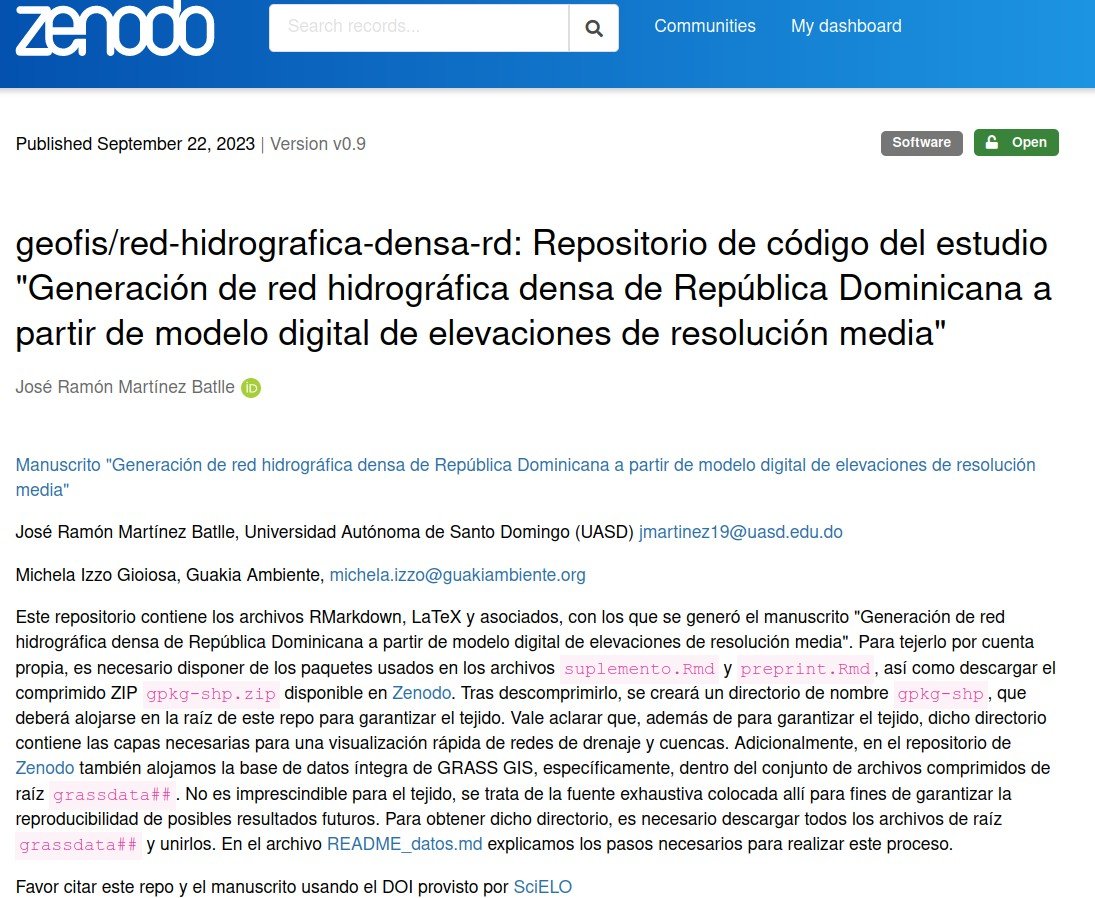 zenodo
Search records...
Communities
My dashboard
Published September 22, 2023 | Version v0.9
Software
Open
geofis/red-hidrografica-densa-rd: Repositorio de código del estudio
"Generación de red hidrográfica densa de República Dominicana a
partir de modelo digital de elevaciones de resolución media"
José Ramón Martínez Batlle iD
Manuscrito "Generación de red hidrográfica densa de República Dominicana a partir de modelo digital de elevaciones de resolución
media"
José Ramón Martínez Batlle, Universidad Autónoma de Santo Domingo (UASD) jmartinez19@uasd.edu.do
Michela Izzo Gioiosa, Guakia Ambiente, michela.izzo@guakiambiente.org
Este repositorio contiene los archivos RMarkdown, LaTeX y asociados, con los que se generó el manuscrito "Generación de red
hidrográfica densa de República Dominicana a partir de modelo digital de elevaciones de resolución media". Para tejerlo por cuenta
propia, es necesario disponer de los paquetes usados en los archivos suplemento.Rmd y preprint.Rmd, así como descargar el
comprimido ZIP gpkg-shp.zip disponible en Zenodo. Tras descomprimirlo, se creará un directorio de nombre gpkg-shp, que
deberá alojarse en la raíz de este repo para garantizar el tejido. Vale aclarar que, además de para garantizar el tejido, dicho directorio
contiene las capas necesarias para una visualización rápida de redes de drenaje y cuencas. Adicionalmente, en el repositorio de
Zenodo también alojamos la base de datos íntegra de GRASS GIS, específicamente, dentro del conjunto de archivos comprimidos de
raíz grassdata##. No es imprescindible para el tejido, se trata de la fuente exhaustiva colocada allí para fines de garantizar la
reproducibilidad de posibles resultados futuros. Para obtener dicho directorio, es necesario descargar todos los archivos de raíz
grassdata## y unirlos. En el archivo README_datos.md explicamos los pasos necesarios para realizar este proceso.
Favor citar este repo y el manuscrito usando el DOI provisto por SciELO